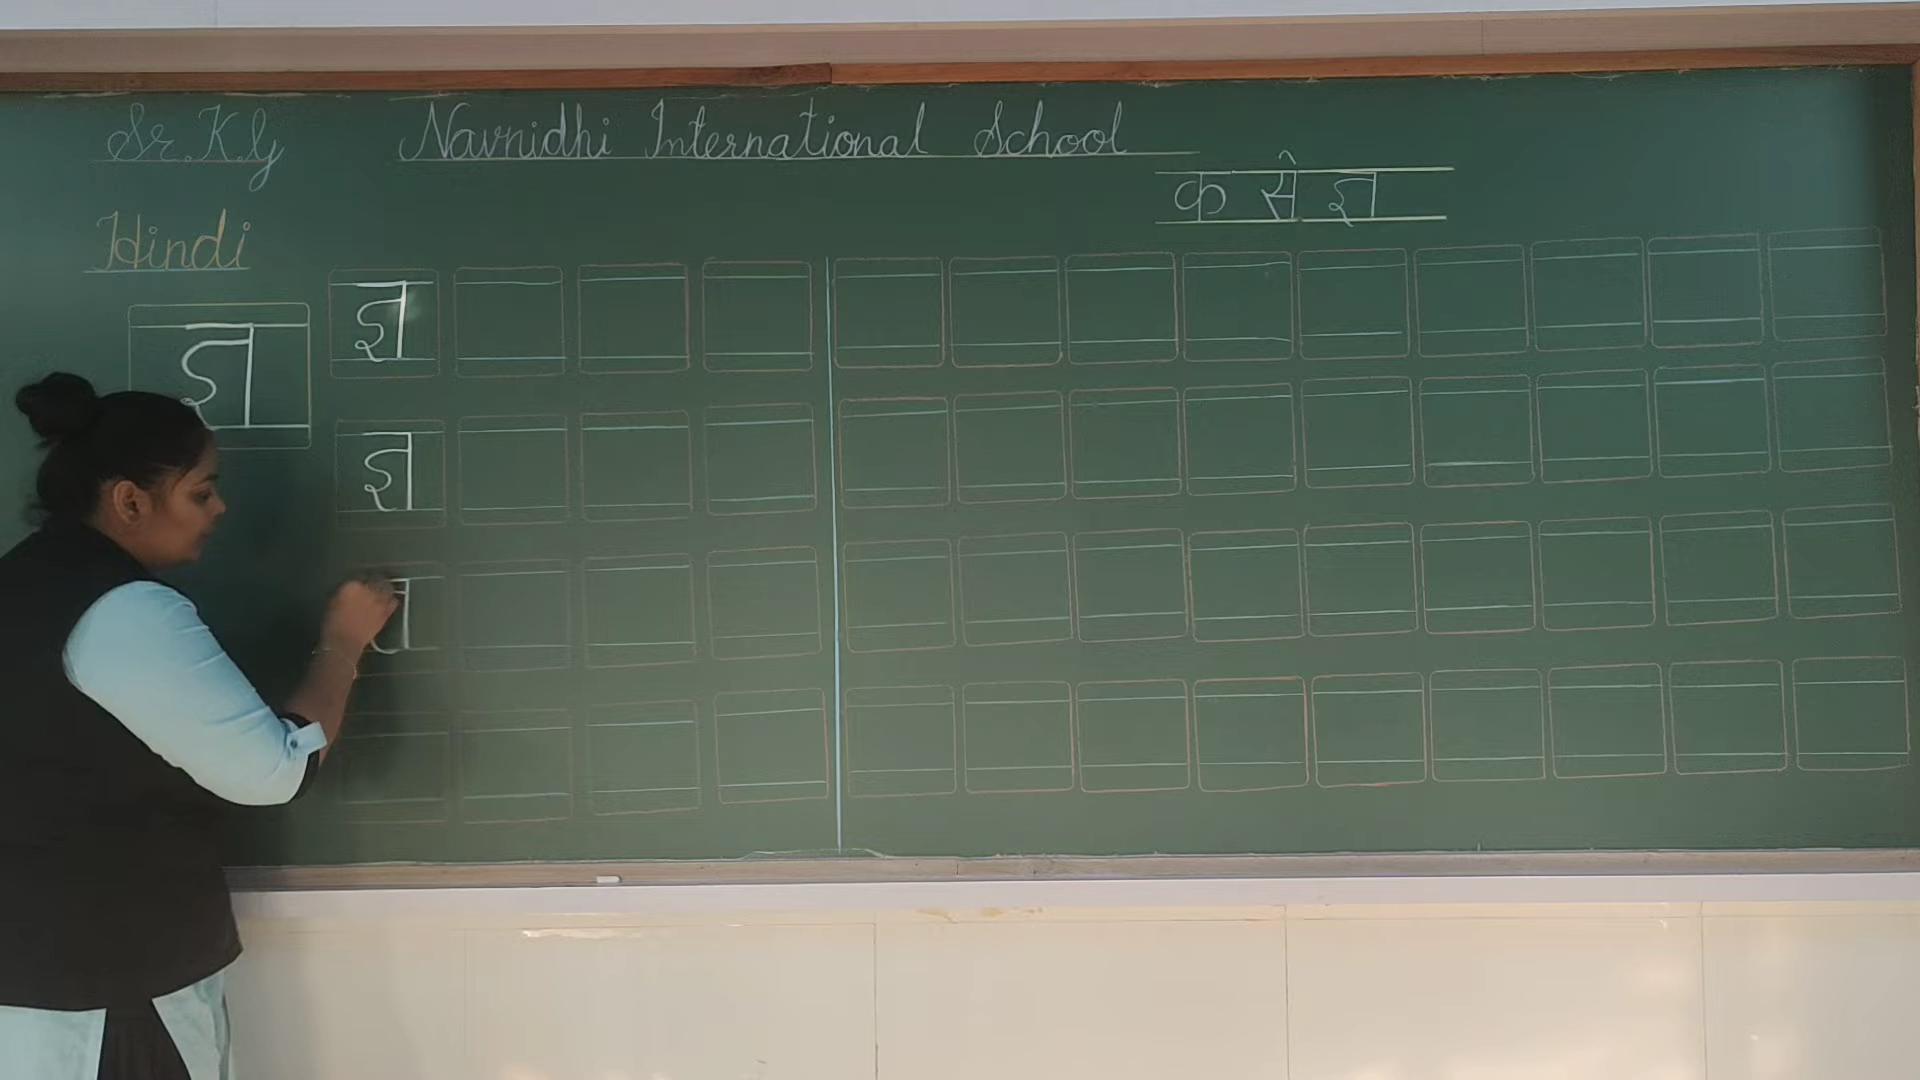 Sr. K.G
Navnidhi International School
क से ज्ञ
Hindi
ज्ञ
ज्ञ
ज्ञ